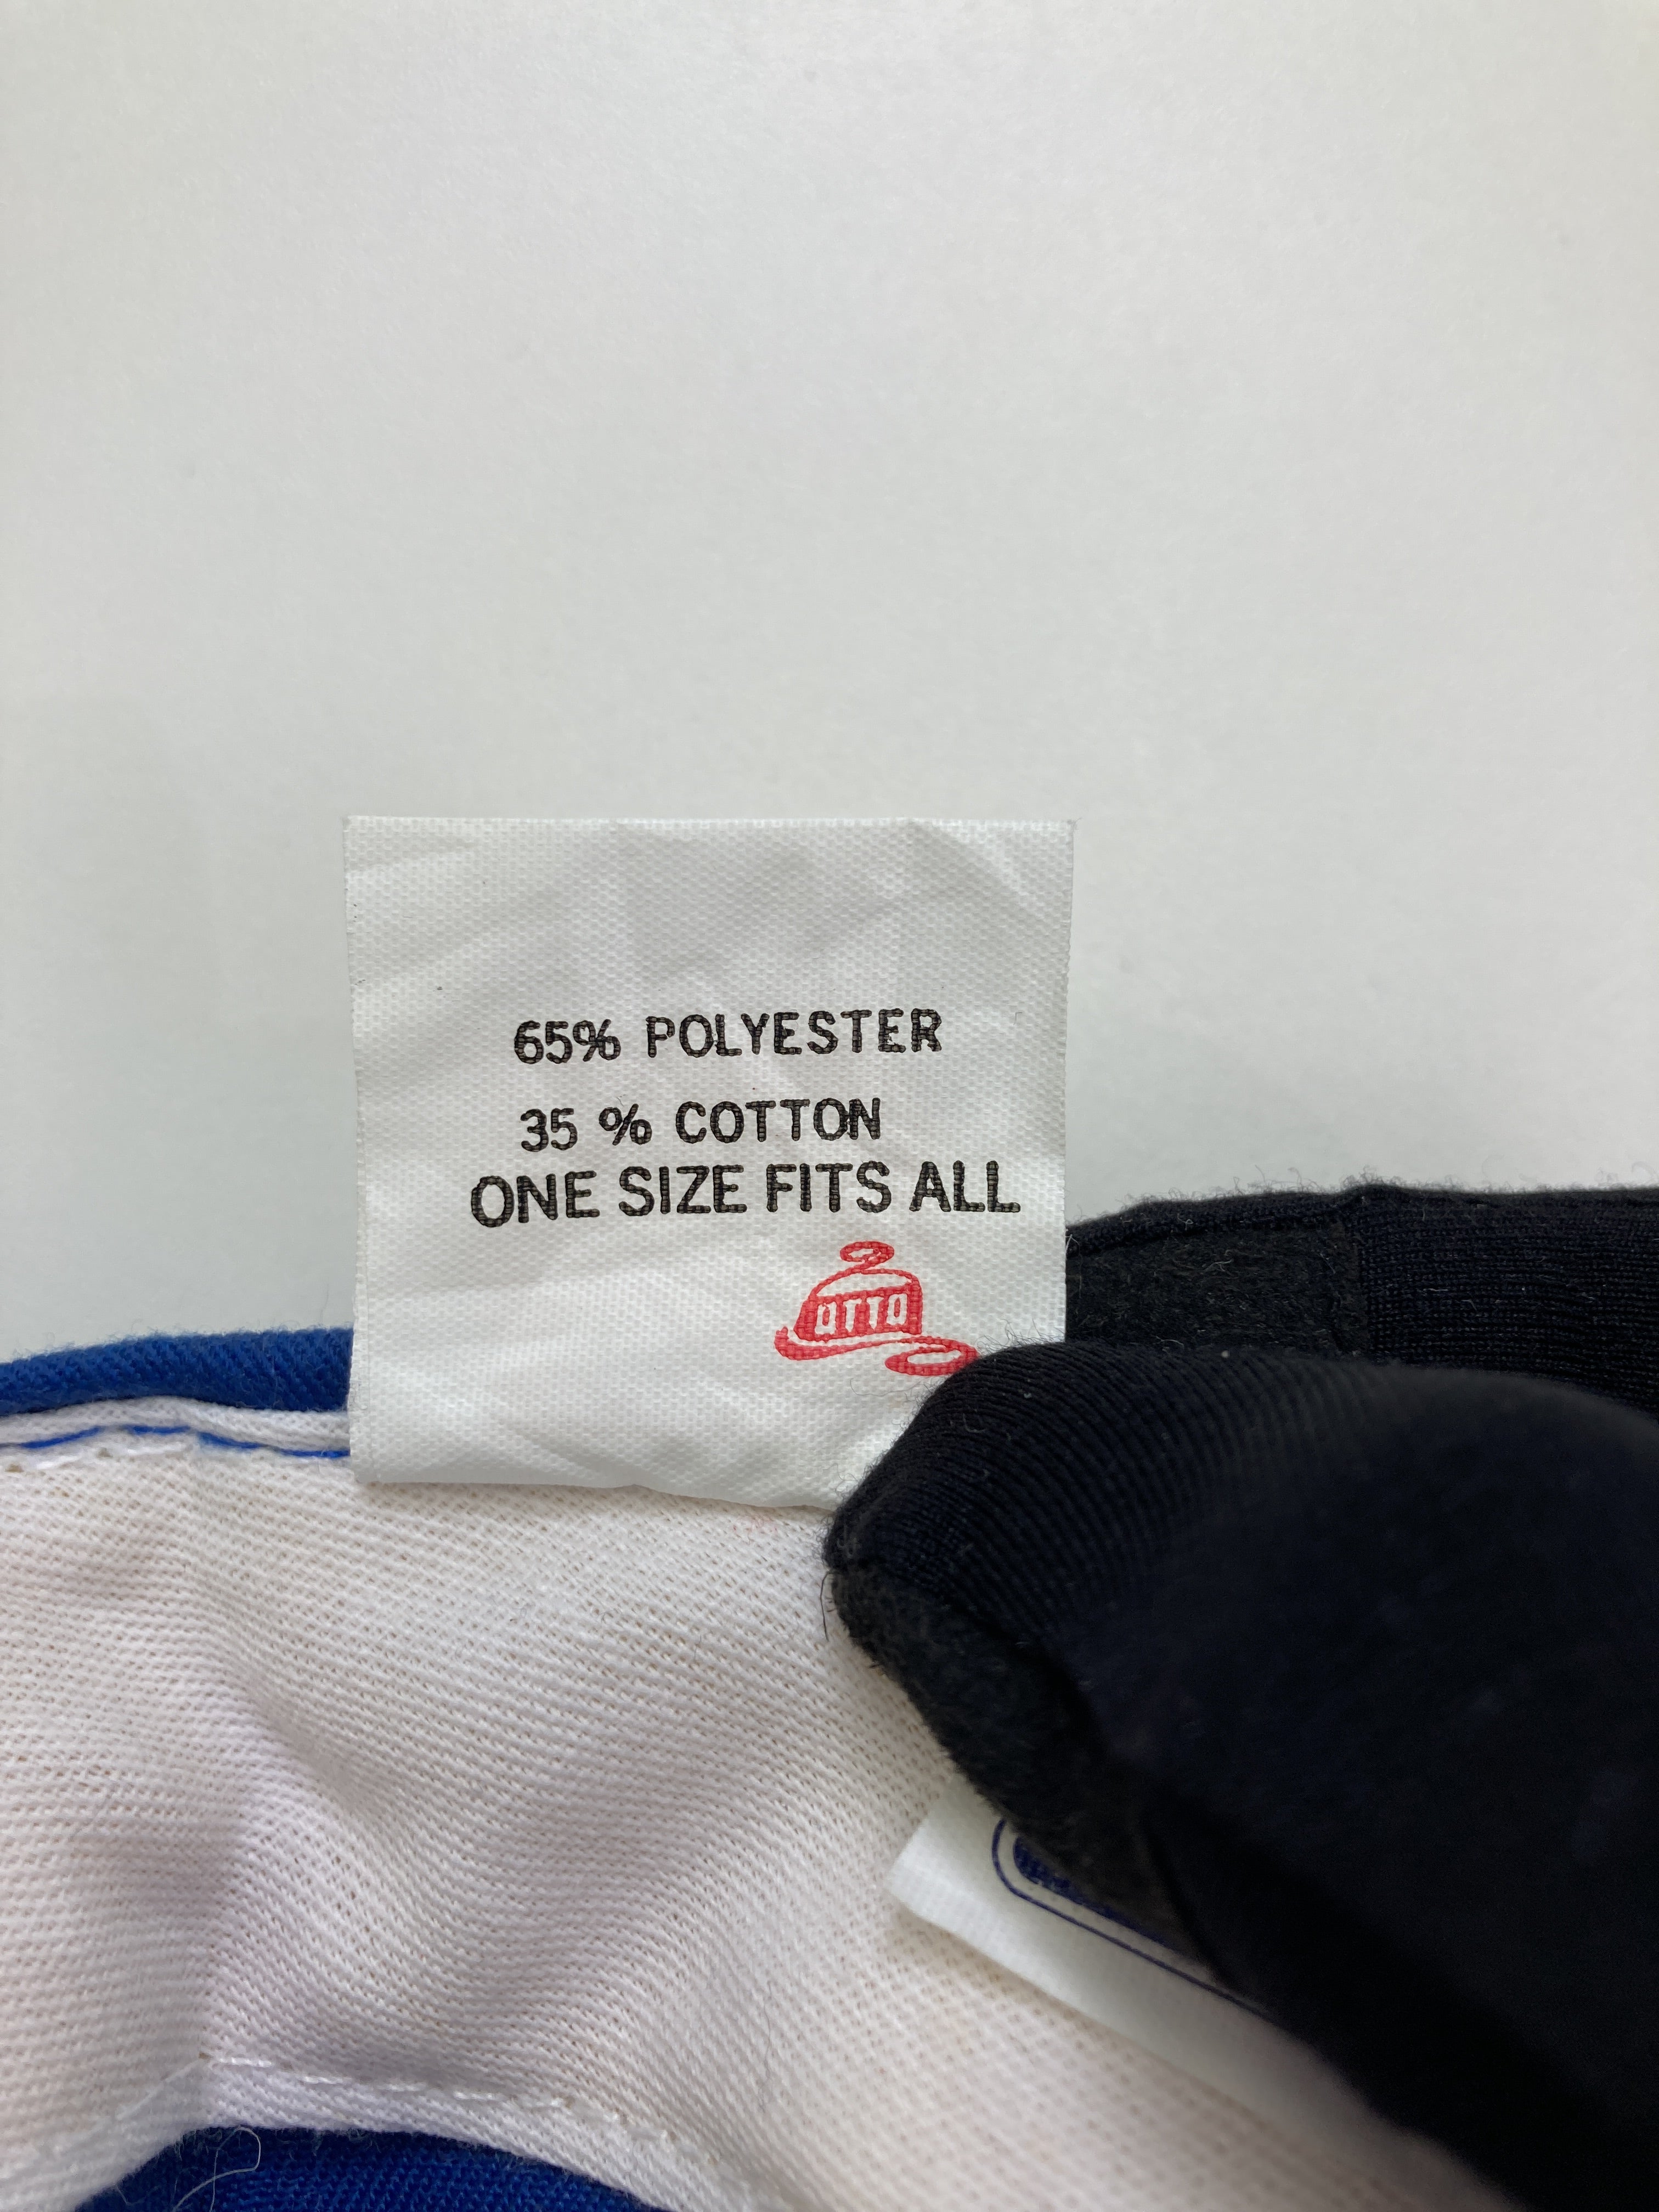 65% POLYESTER
35 % COTTON
ONE SIZE FITS ALL
OTTO